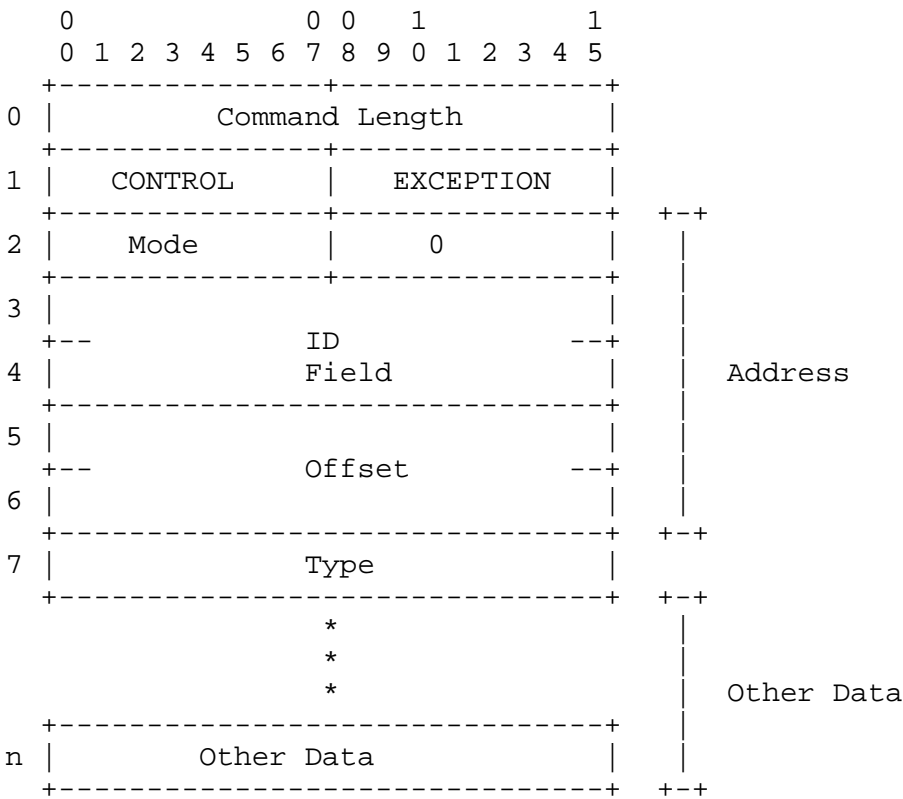 0             0 0   1         1
     0 1 2 3 4 5 6 7 8 9 0 1 2 3 4 5
    +---------------+---------------+
0   |         Command Length        |
    +---------------+---------------+
1   |   CONTROL     |   EXCEPTION   |
    +---------------+---------------+  +-+
2   |    Mode       |     0         |   |
    +---------------+---------------+   |
3   |                               |   |
    +--            ID             --+   |
4   |              Field            |   |  Address
    +-------------------------------+   |
5   |                               |   |
    +--            Offset         --+   |
6   |                               |   |
    +-------------------------------+  +-+
7   |              Type             |
    +-------------------------------+  +-+
                    *                   |
                    *                   |
                    *                   |  Other Data
    +-------------------------------+   |
n   |        Other Data             |   |
    +-------------------------------+  +-+